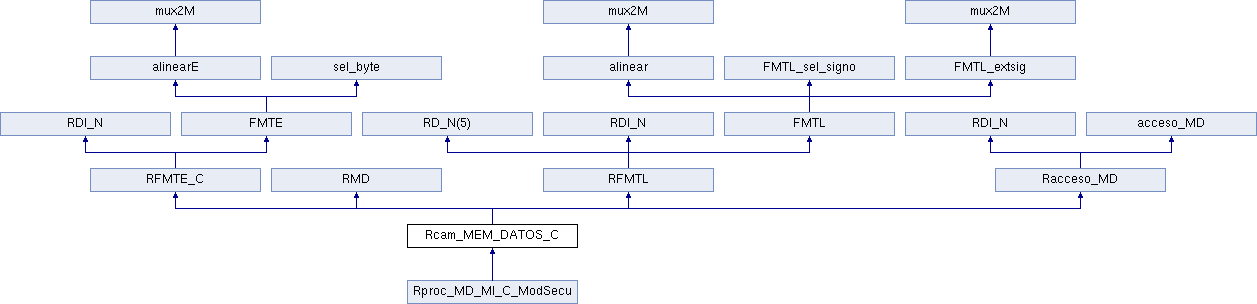 mux2M
mux2M
mux2M
alinearE
sel_byte
alinear
FMTL_sel_signo
FMTL_extsig
RDI_N
FMTE
RD_N(5)
RDI_N
FMTL
RDI_N
acceso_MD
RFMTE_C
RMD
RFMTL
Racceso_MD
Rcam_MEM_DATOS_C
Rproc_MD_MI_C_ModSecu